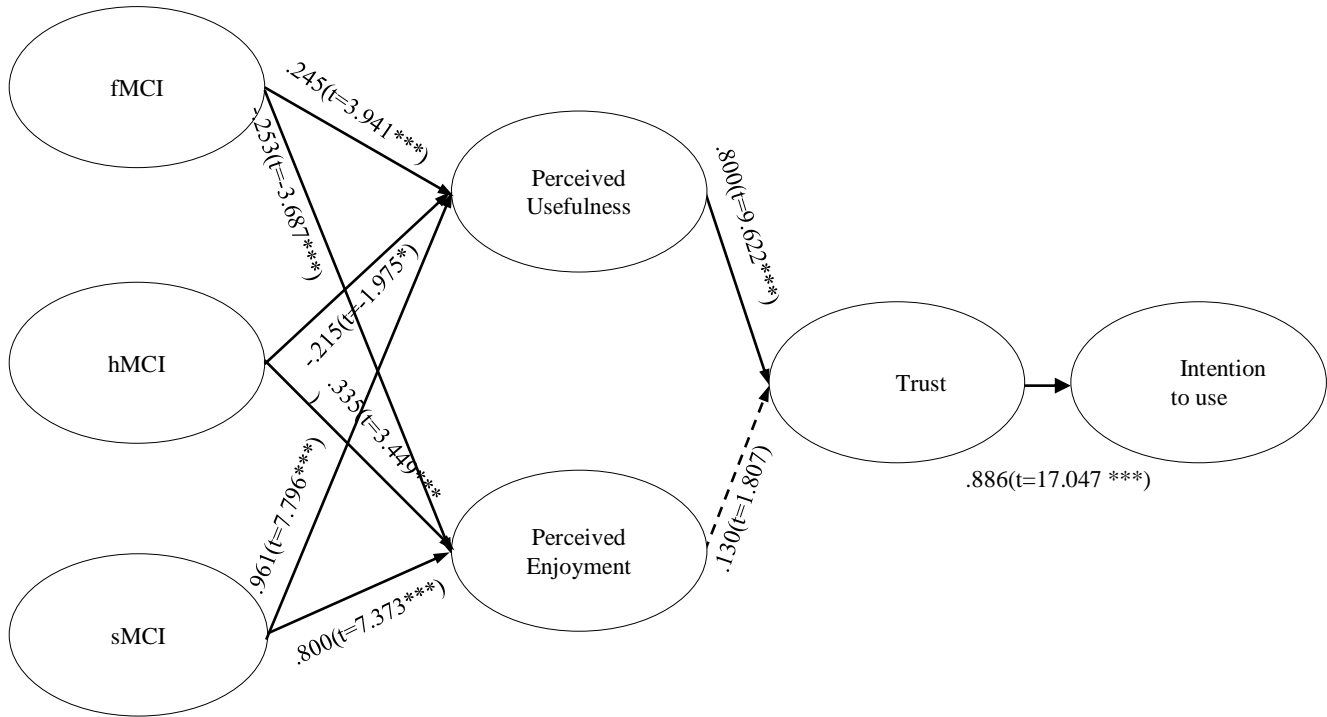 fMCI
.245(t=3.941***)
-.253(t=-3.687***)
Perceived
Usefulness
.800(t=9.622***)
hMCI
-.215(t=-1.975*)
.335(t=3.449***
)
Trust
Intention
to use
.886(t=17.047 ***)
.961(t=7.796***)
Perceived
Enjoyment
.130(t=1.807)
sMCI
.800(t=7.373***)